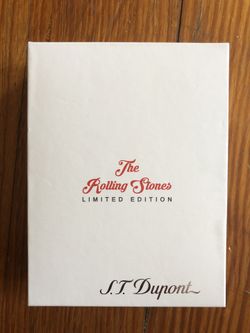 The
Rolling Stones
LIMITED EDITION
S.T. Dupont